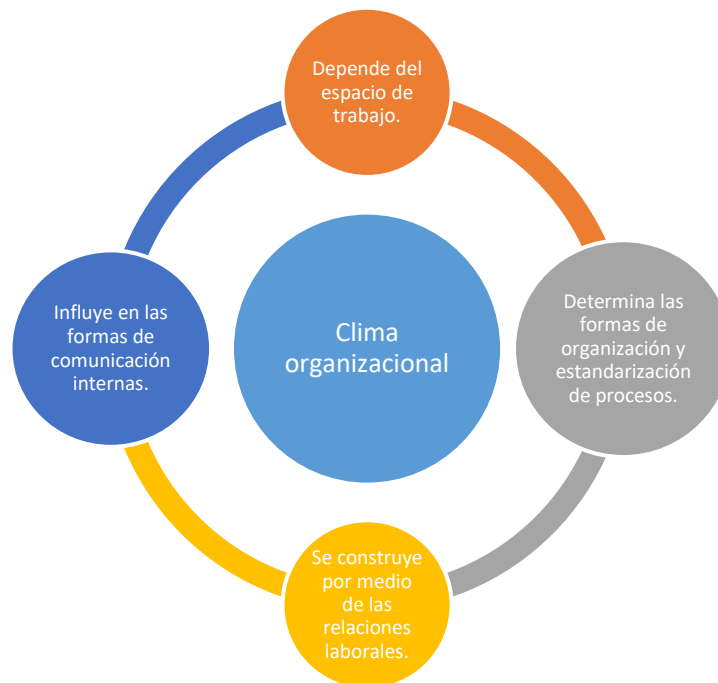 Depende del
espacio de
trabajo.
Clima
organizacional
Determina las
formas de
organización y
estandarización
de procesos.
Se construye
por medio
de las
relaciones
laborales.
Influye en las
formas de
comunicación
internas.